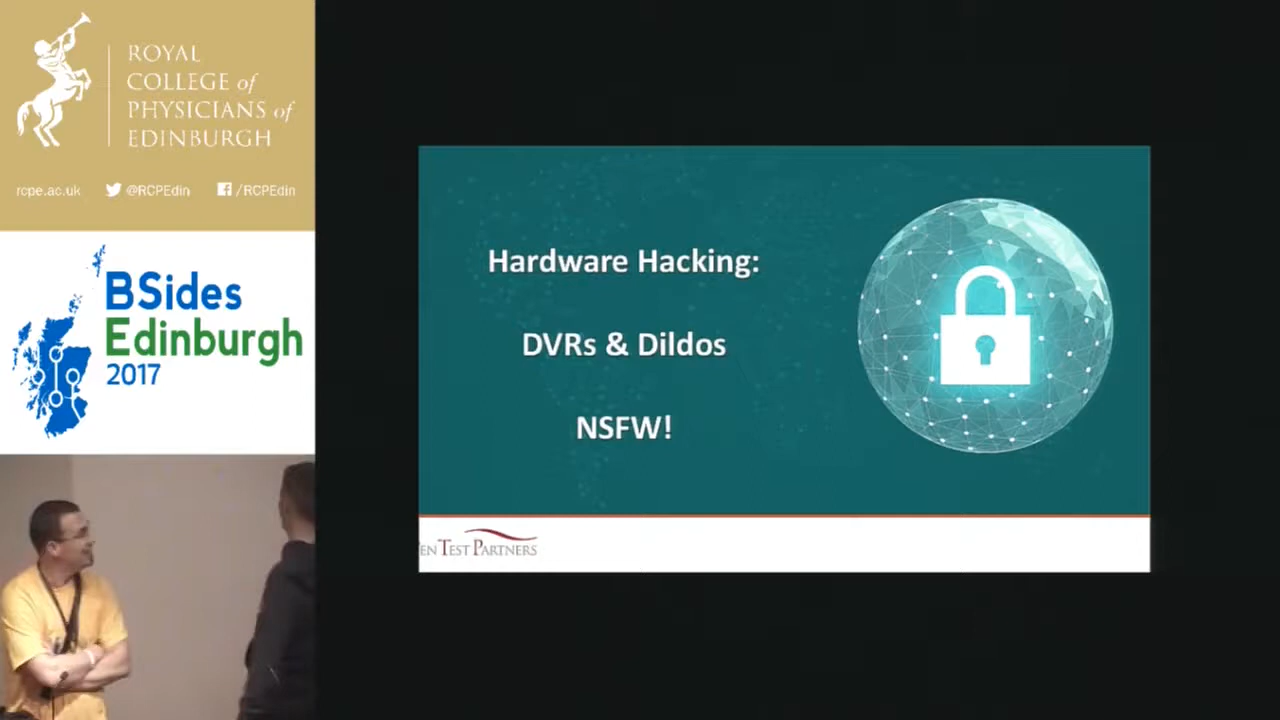 ROYAL
COLLEGE of
PHYSICIANS of
EDINBURGH
rcpe.ac.uk @RCPEdin /RCPEdin
BSides
Edinburgh
2017
Hardware Hacking:
DVRs & Dildos
NSFW!
EN TEST PARTNERS